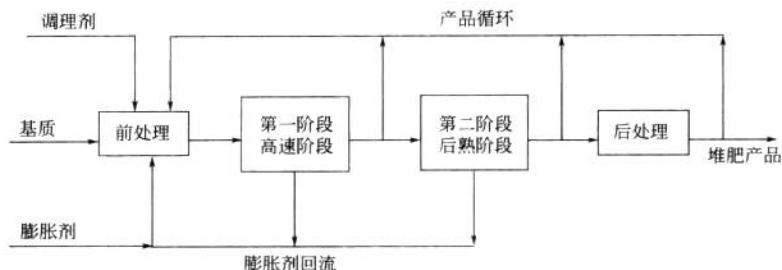 调理剂
产品循环
基质
前处理
第一阶段
高速阶段
第二阶段
后熟阶段
后处理
堆肥产品
膨胀剂
膨胀剂回流